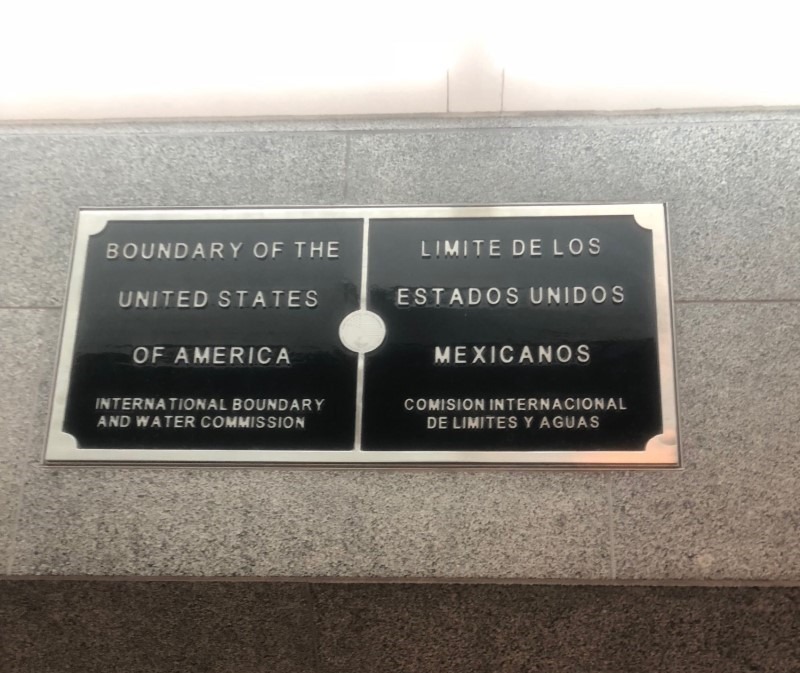 BOUNDARY OF THE
UNITED STATES
OF AMERICA
INTERNATIONAL BOUNDARY
AND WATER COMMISSION
LIMITE DE LOS
ESTADOS UNIDOS
MEXICANOS
COMISION INTERNACIONAL
DE LIMITES Y AGUAS